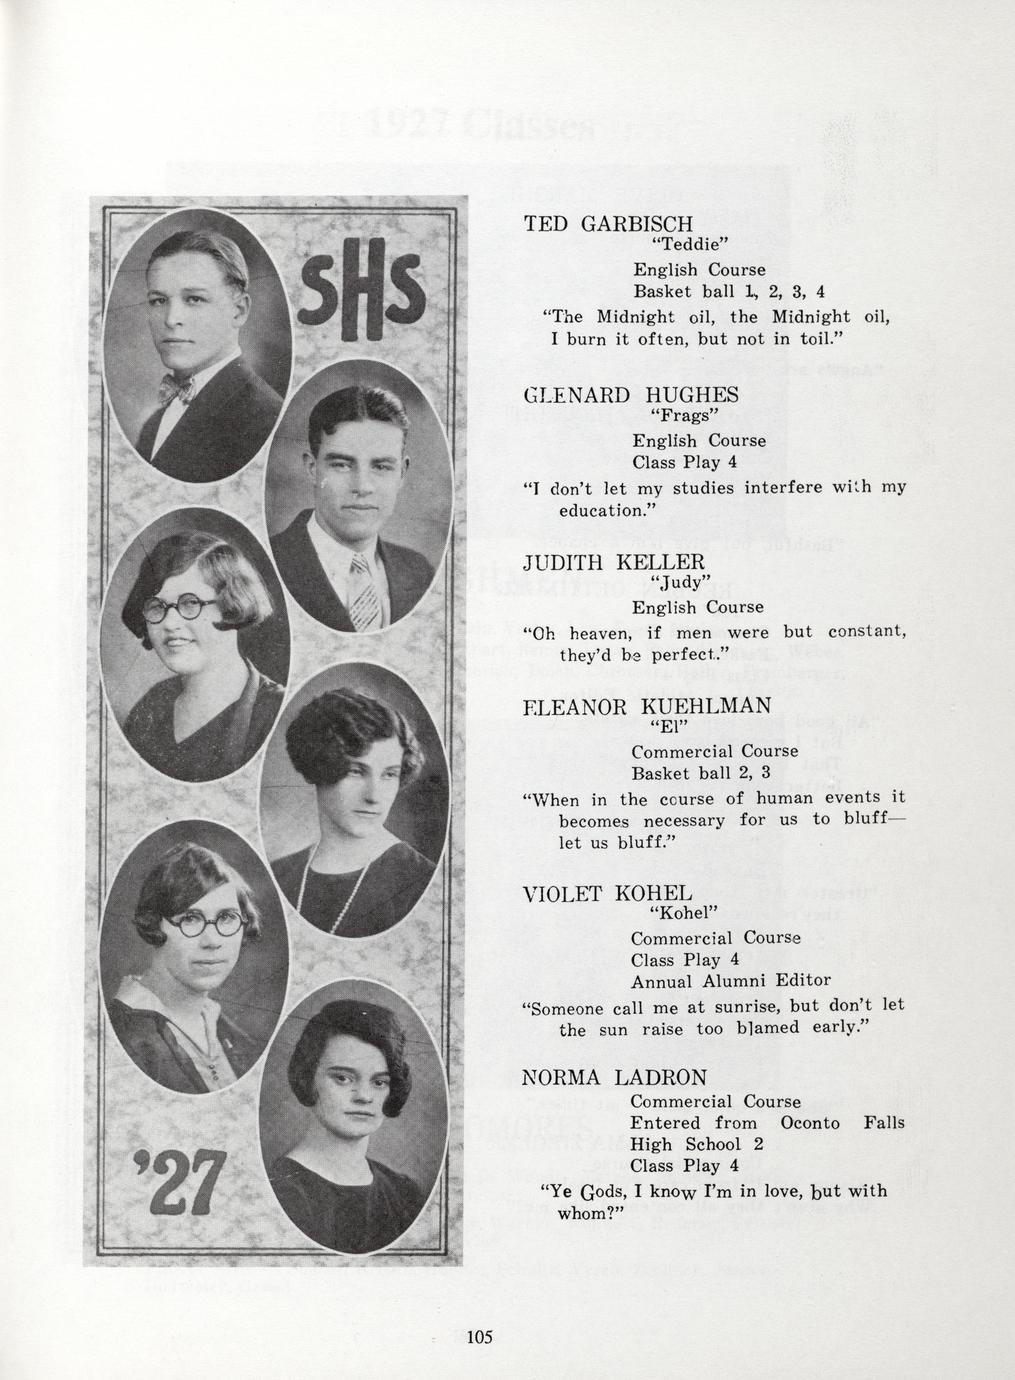 SHS
'27
TED GARBISCH
"Teddie"
English Course
Basket ball 1, 2, 3, 4
"The Midnight oil, the Midnight oil,
I burn it often, but not in toil."
GLENARD HUGHES
"Frags"
English Course
Class Play 4
"I don't let my studies interfere with my
education."
JUDITH KELLER
"Judy"
English Course
"Oh heaven, if men were but constant,
they'd be perfect."
ELEANOR KUEHLMAN
"El"
Commercial Course
Basket ball 2, 3
"When in the course of human events it
becomes necessary for us to bluff—
let us bluff."
VIOLET KOHEL
"Kohel"
Commercial Course
Class Play 4
Annual Alumni Editor
"Someone call me at sunrise, but don't let
the sun raise too blamed early."
NORMA LADRON
Commercial Course
Entered from Oconto Falls
High School 2
Class Play 4
"Ye Gods, I know I'm in love, but with
whom?"
105